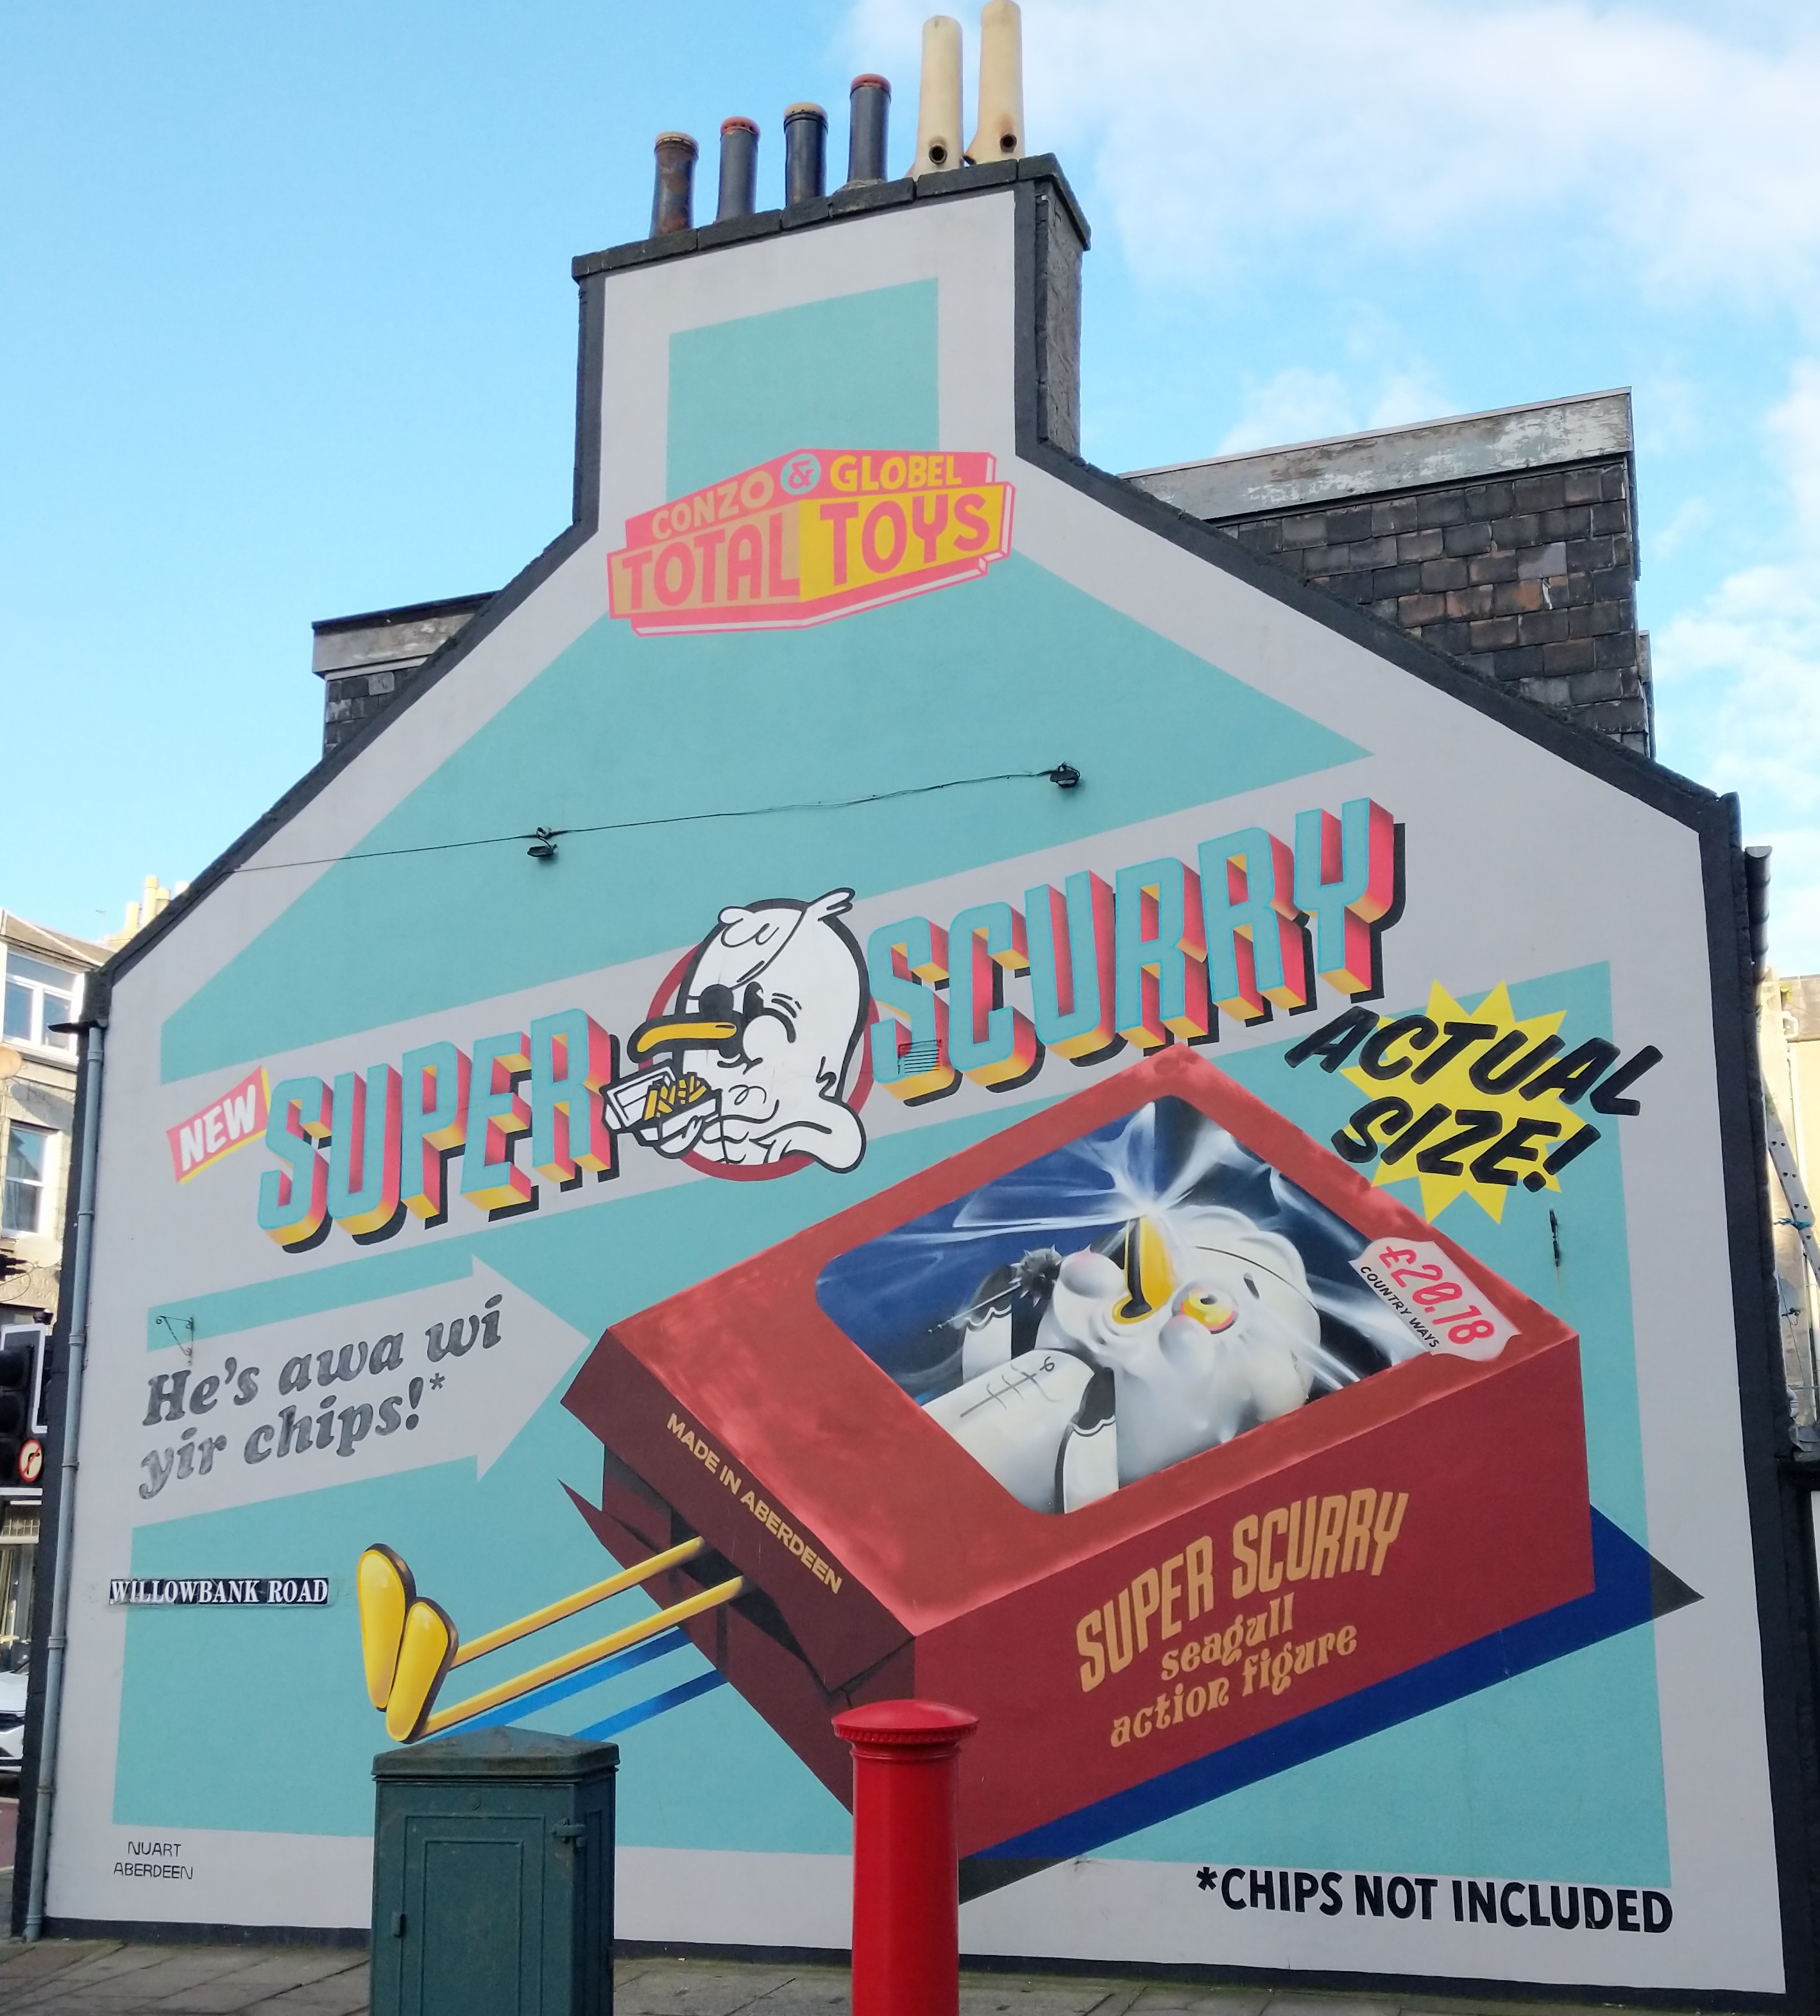 CONZO & GLOBEL
TOTAL TOYS
NEW SUPER SCURRY
ACTUAL
SIZE!
He's awa wi
yir chips!*
£20.18
COUNTRY WAYS
MADE IN ABERDEEN
SUPER SCURRY
seagull
action figure
WILLOWBANK ROAD
NUART
ABERDEEN
*CHIPS NOT INCLUDED